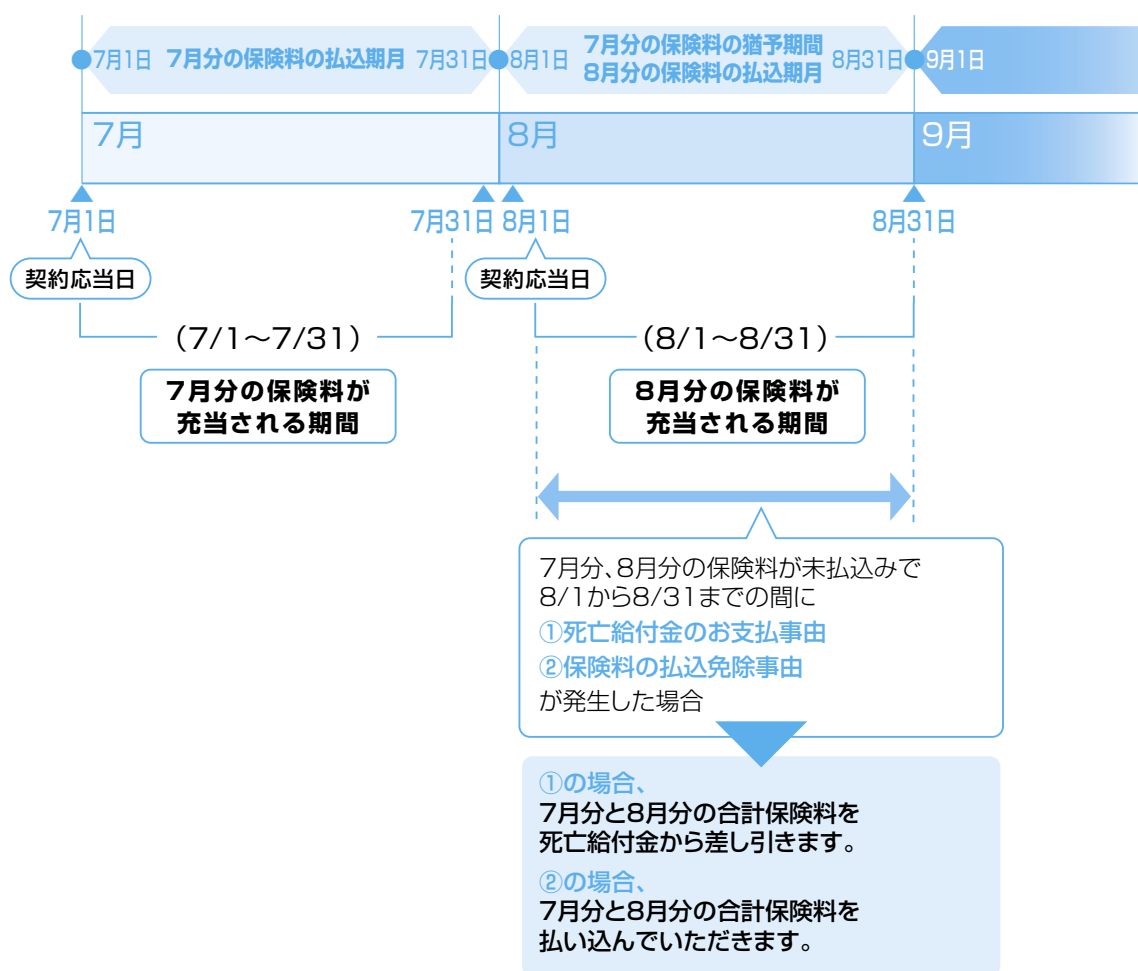 7月1日 7月分の保険料の払込期月 7月31日
8月1日 7月分の保険料の猶予期間
8月分の保険料の払込期月 8月31日
9月1日
7月
8月
9月
7月1日
7月31日
8月1日
8月31日
契約応当日
契約応当日
(7/1〜7/31)
(8/1〜8/31)
7月分の保険料が
充当される期間
8月分の保険料が
充当される期間
7月分、8月分の保険料が未払込みで
8/1から8/31までの間に
①死亡給付金のお支払事由
②保険料の払込免除事由
が発生した場合
①の場合、
7月分と8月分の合計保険料を
死亡給付金から差し引きます。
②の場合、
7月分と8月分の合計保険料を
払い込んでいただきます。